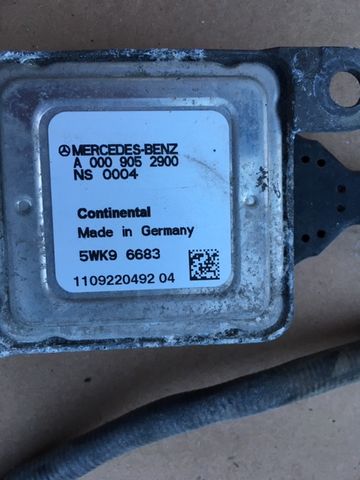 MERCEDES-BENZ
A 000 905 2900
NS 0004
Continental
Made in Germany
5WK9 6683
1109220492 04